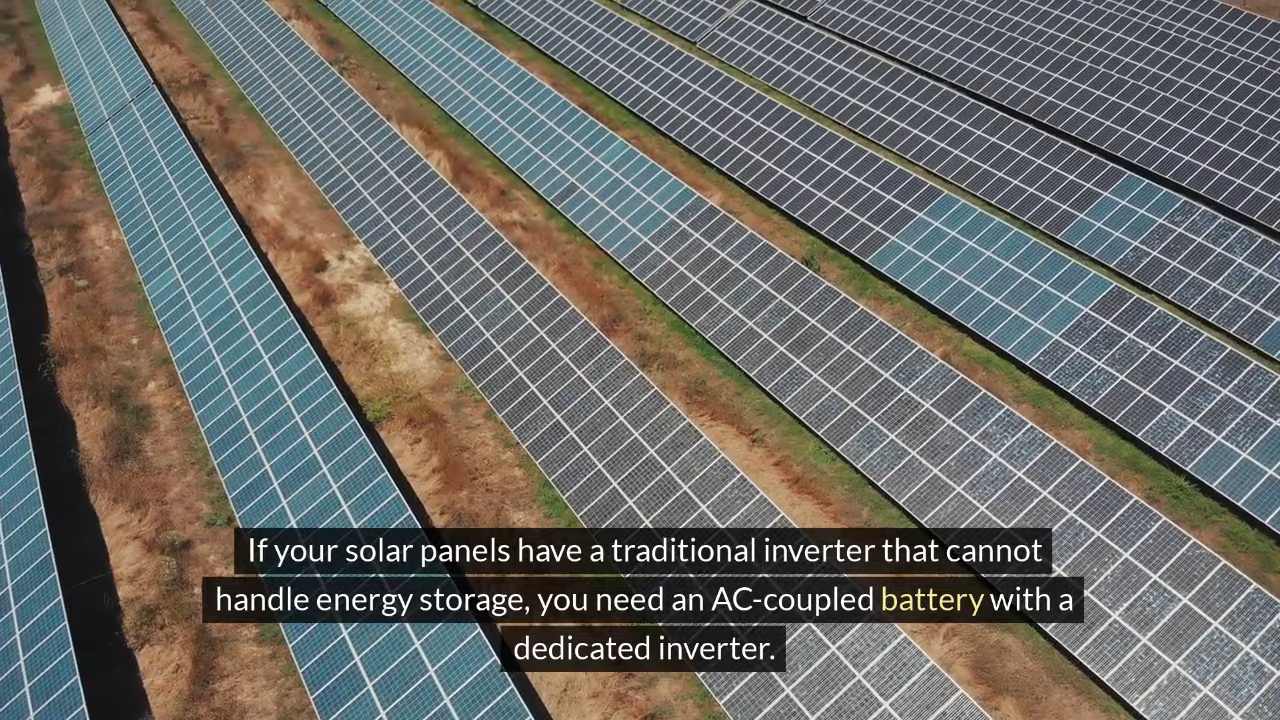 If your solar panels have a traditional inverter that cannot
handle energy storage, you need an AC-coupled battery with a
dedicated inverter.